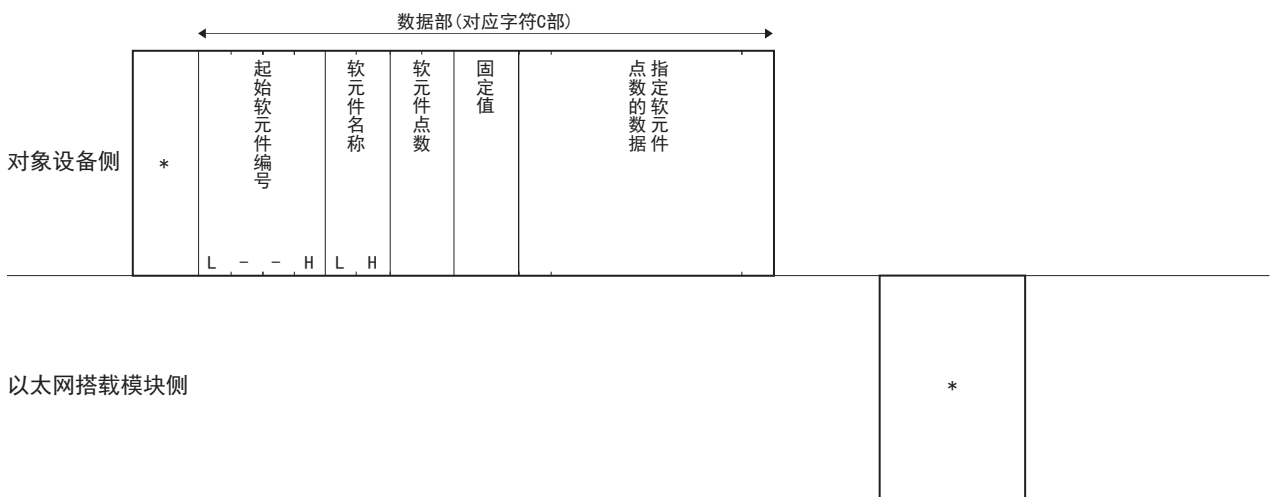 数据部(对应字符C部)
起始软元件编号
软元件名称
软元件点数
固定值
指定软元件
点数的数据
对象设备侧
*
L - - H L H
以太网搭载模块侧
*